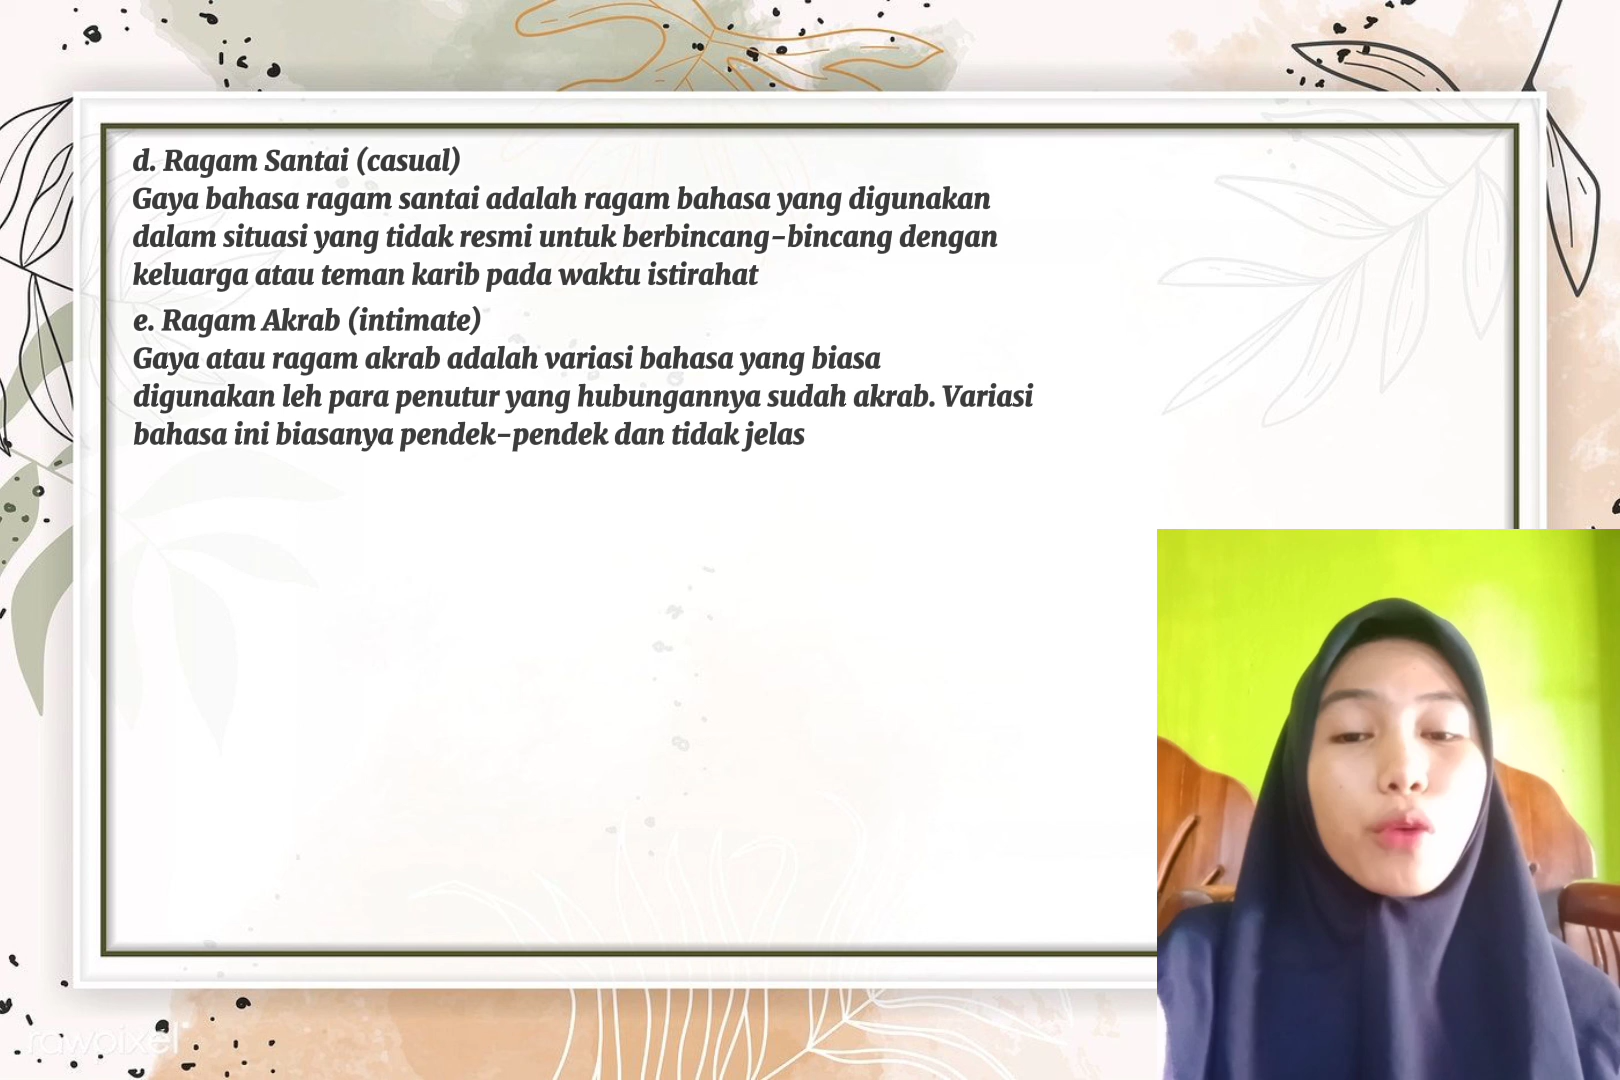 d. Ragam Santai (casual)
Gaya bahasa ragam santai adalah ragam bahasa yang digunakan
dalam situasi yang tidak resmi untuk berbincang-bincang dengan
keluarga atau teman karib pada waktu istirahat
e. Ragam Akrab (intimate)
Gaya atau ragam akrab adalah variasi bahasa yang biasa
digunakan leh para penutur yang hubungannya sudah akrab. Variasi
bahasa ini biasanya pendek-pendek dan tidak jelas
rawpixel